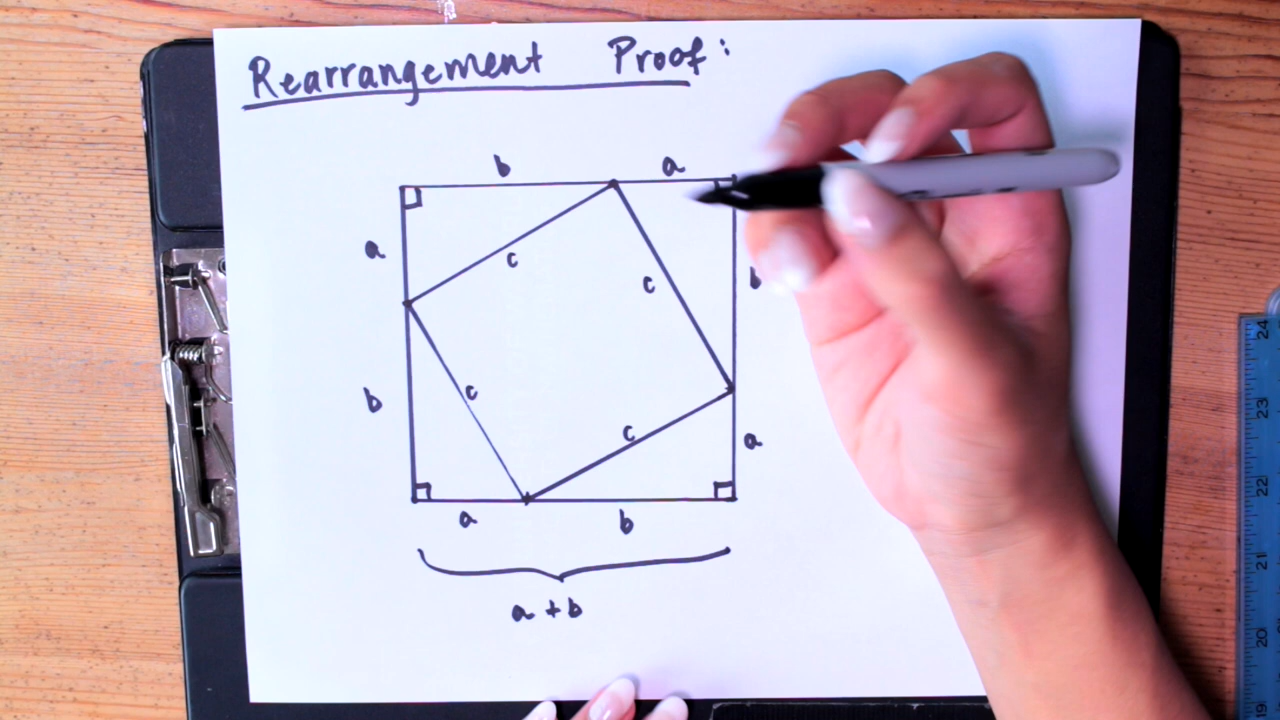 Rearrangement Proof:
b a
a
c
c
b
b
c
c
a
a b
a + b
24
23
22
21
20
19